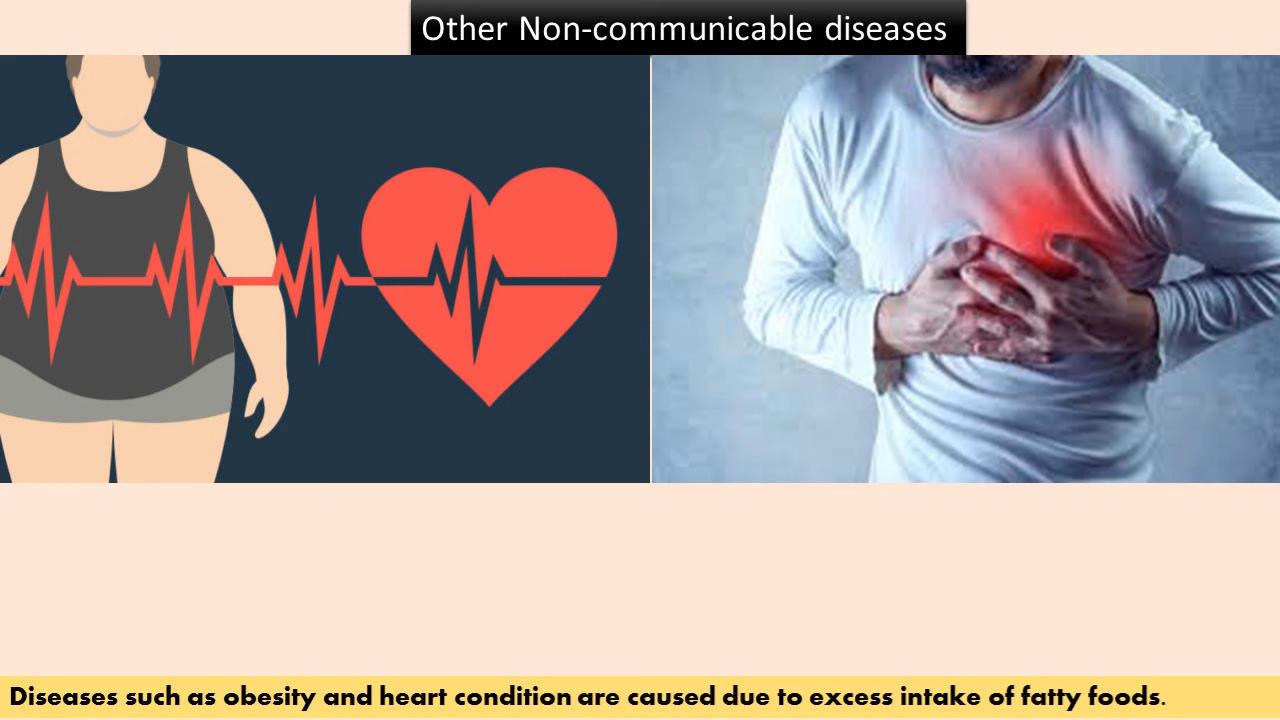 Other Non-communicable diseases
Diseases such as obesity and heart condition are caused due to excess intake of fatty foods.